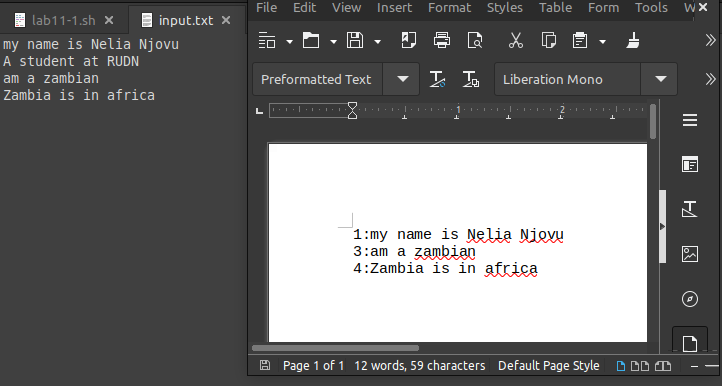 lab11-1.sh
input.txt
my name is Nelia Njovu
A student at RUDN
am a zambian
Zambia is in africa
File Edit View Insert Format Styles Table Form Tools
Preformatted Text
Liberation Mono
1 2
1:my name is Nelia Njovu
3:am a zambian
4:Zambia is in africa
Page 1 of 1 12 words, 59 characters Default Page Style